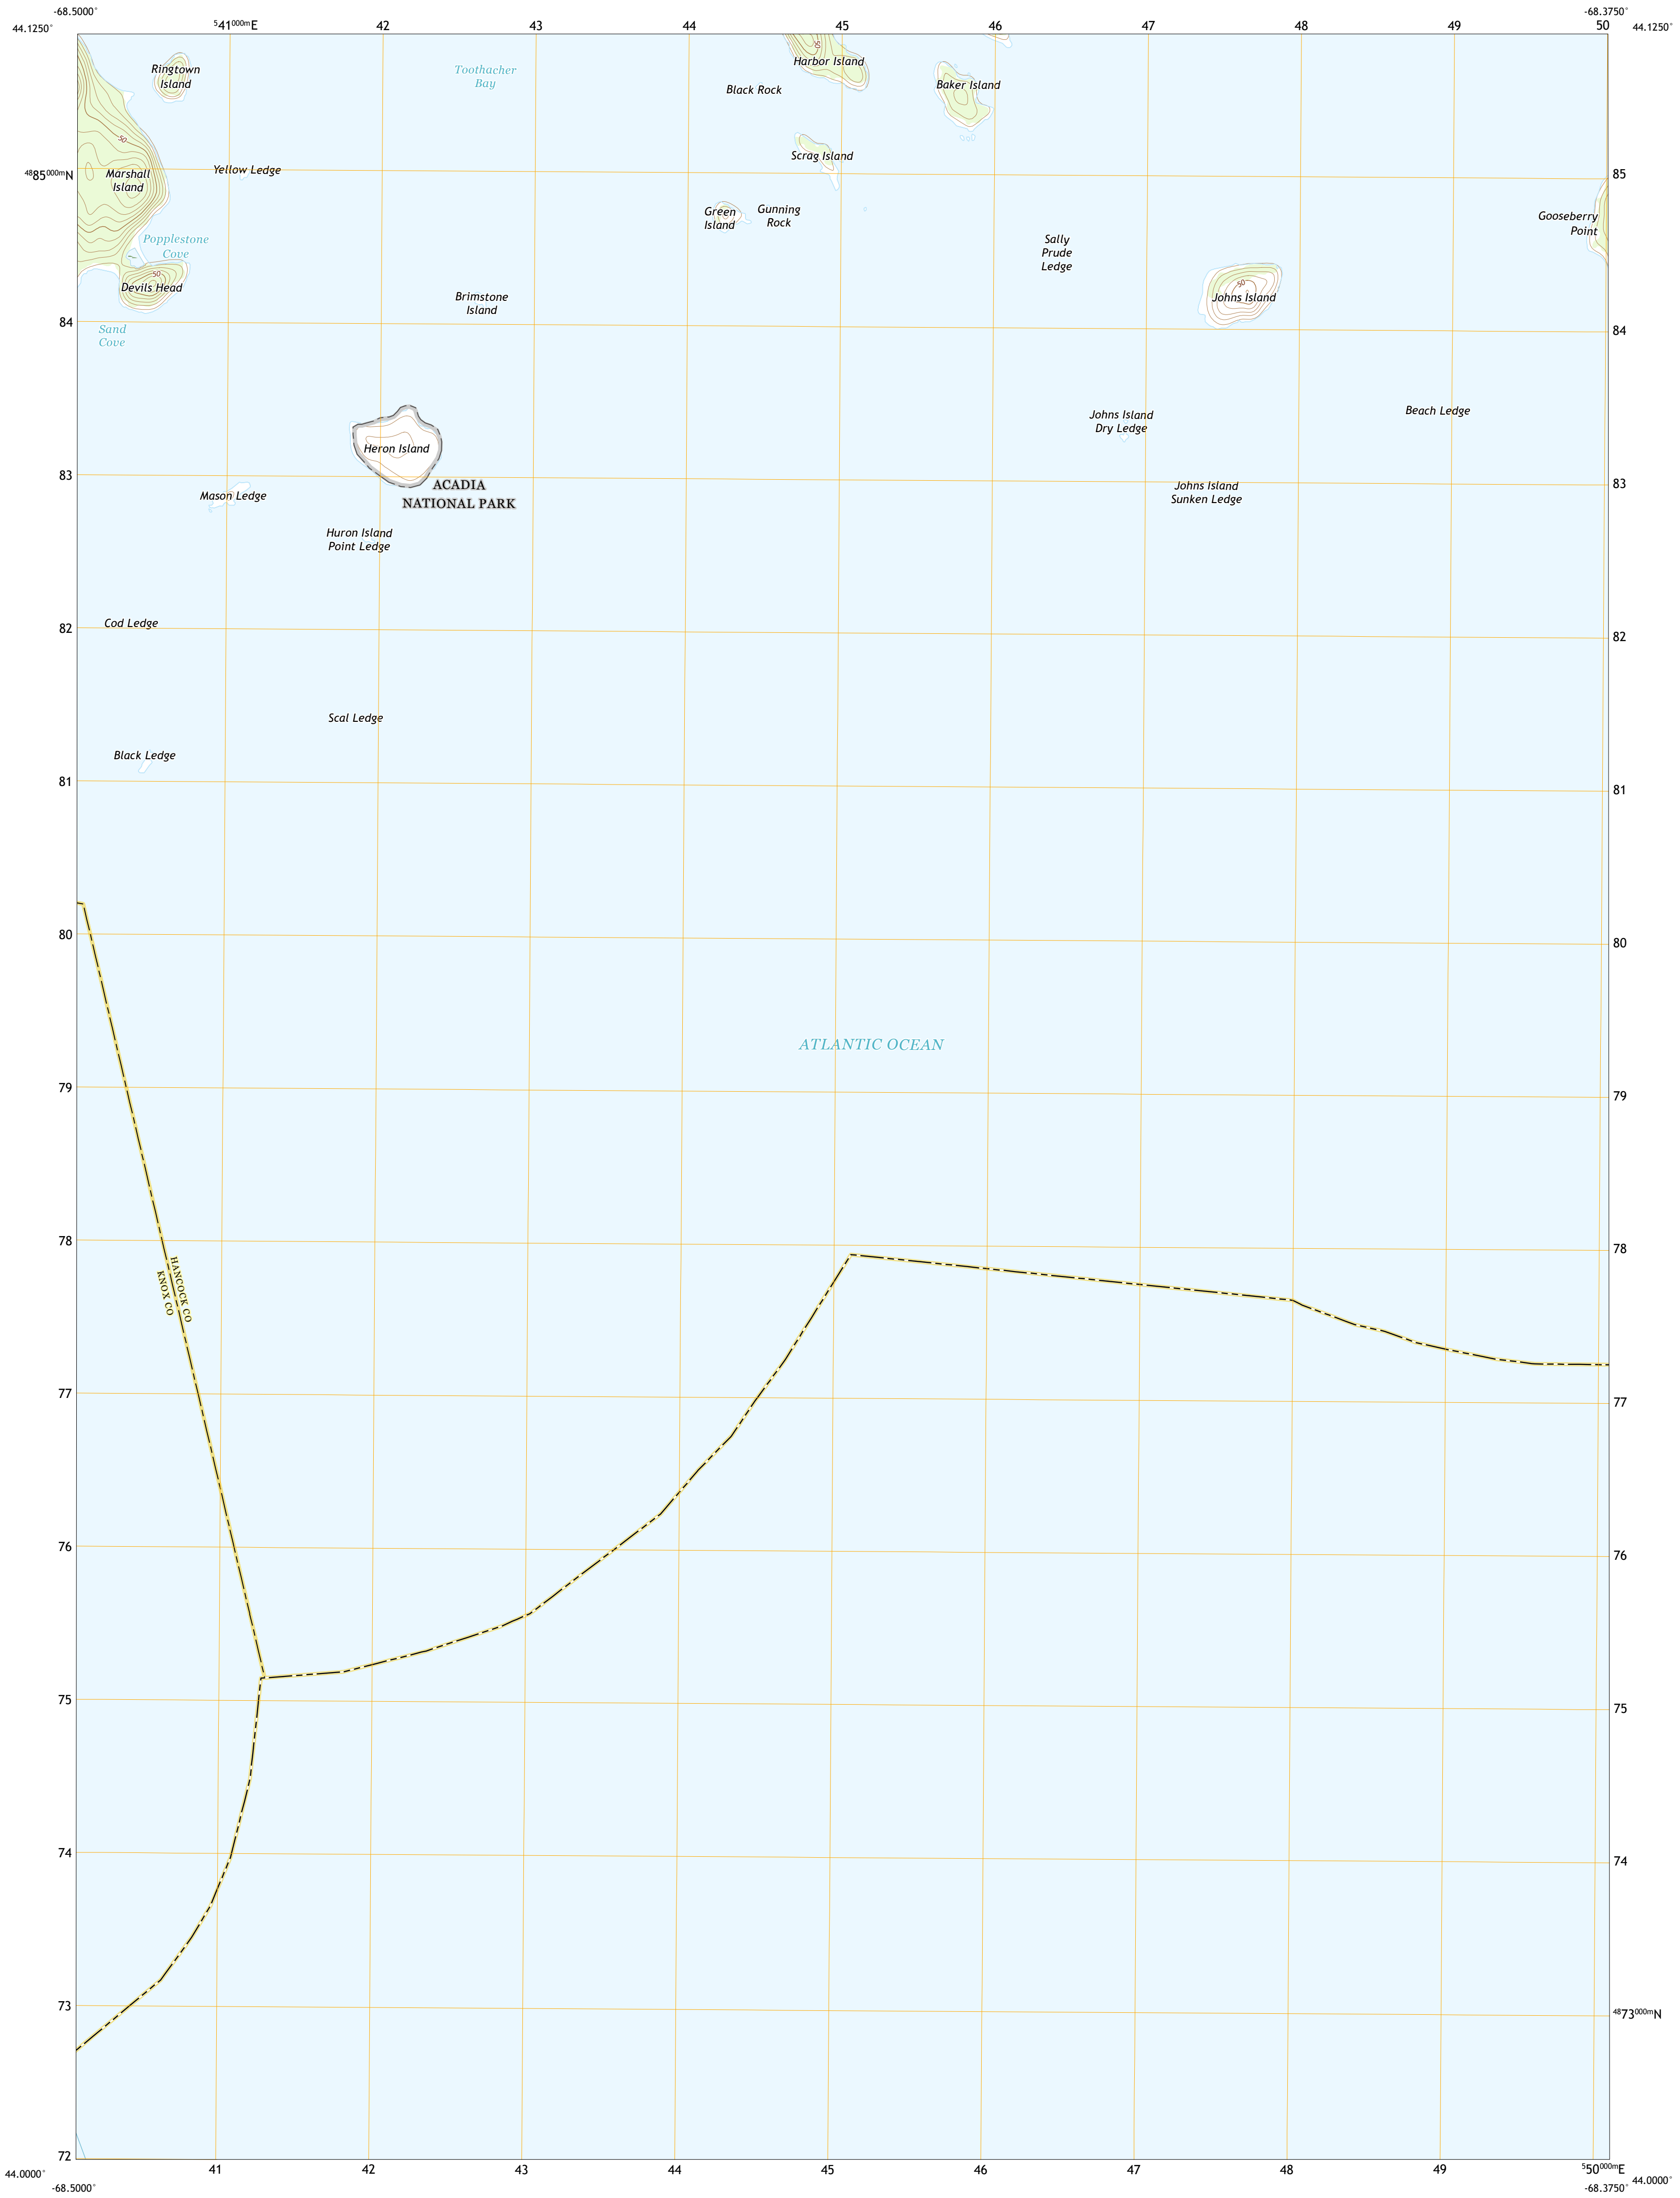 -68.5000°
-68.3750°
44.1250°
541000mE
42
43
44
45
46
47
48
49
50
44.1250°
Ringtown
Island
Toothacher
Bay
Harbor Island
50
Black Rock
Baker Island
50
Scrag Island
4885000mN
Marshall
Island
Yellow Ledge
85
Green
Island
Gunning
Rock
Gooseberry
Point
Popplestone
Cove
Sally
Prude
Ledge
50
Devils Head
50
Johns Island
Brimstone
Island
84
84
Sand
Cove
Johns Island
Dry Ledge
Beach Ledge
Heron Island
83
83
ACADIA
NATIONAL PARK
Mason Ledge
Johns Island
Sunken Ledge
Huron Island
Point Ledge
Cod Ledge
82
82
Scal Ledge
Black Ledge
81
81
80
80
ATLANTIC OCEAN
79
79
78
78
HANCOCK CO
KNOX CO
77
77
76
76
75
75
74
74
73
4873000mN
72
44.0000°
-68.5000°
41
42
43
44
45
46
47
48
49
550000mE
44.0000°
-68.3750°